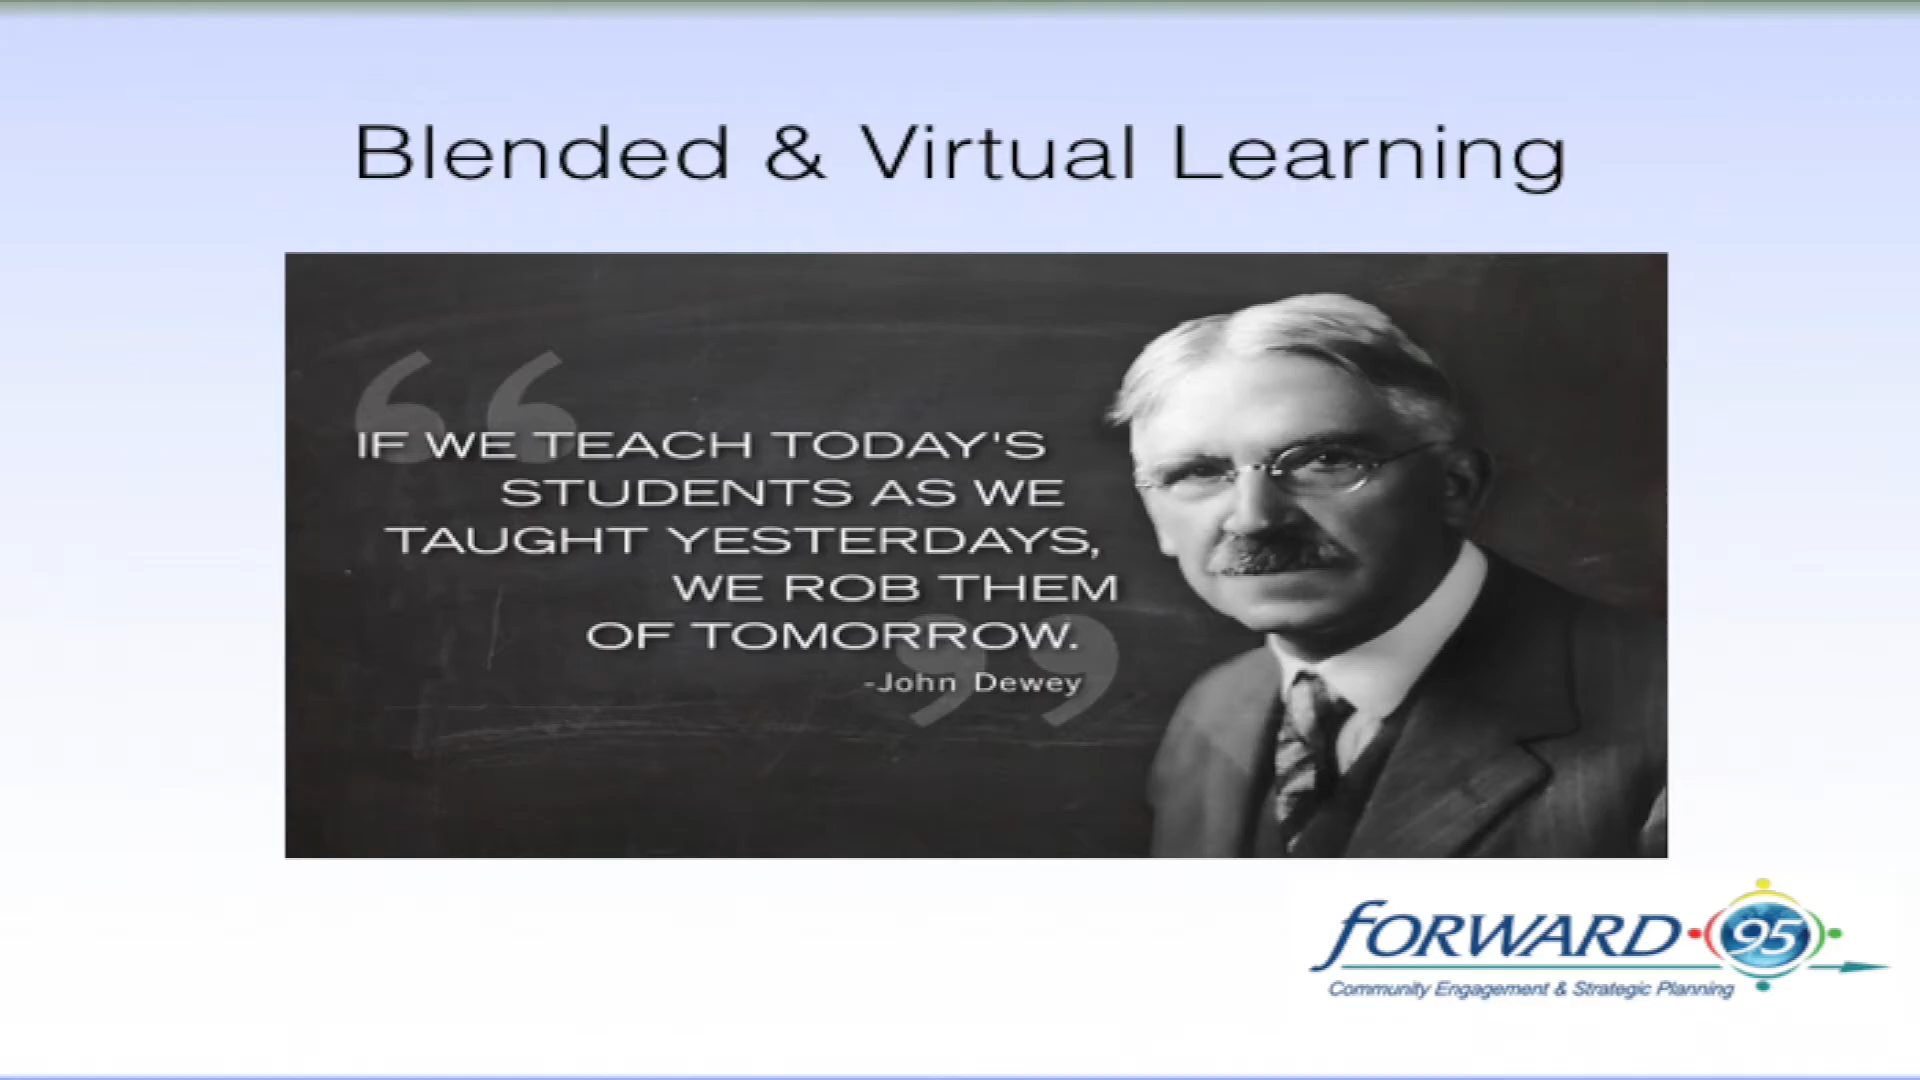 Blended & Virtual Learning
IF WE TEACH TODAY'S
STUDENTS AS WE
TAUGHT YESTERDAYS,
WE ROB THEM
OF TOMORROW.
-John Dewey
FORWARD 95
Community Engagement & Strategic Planning